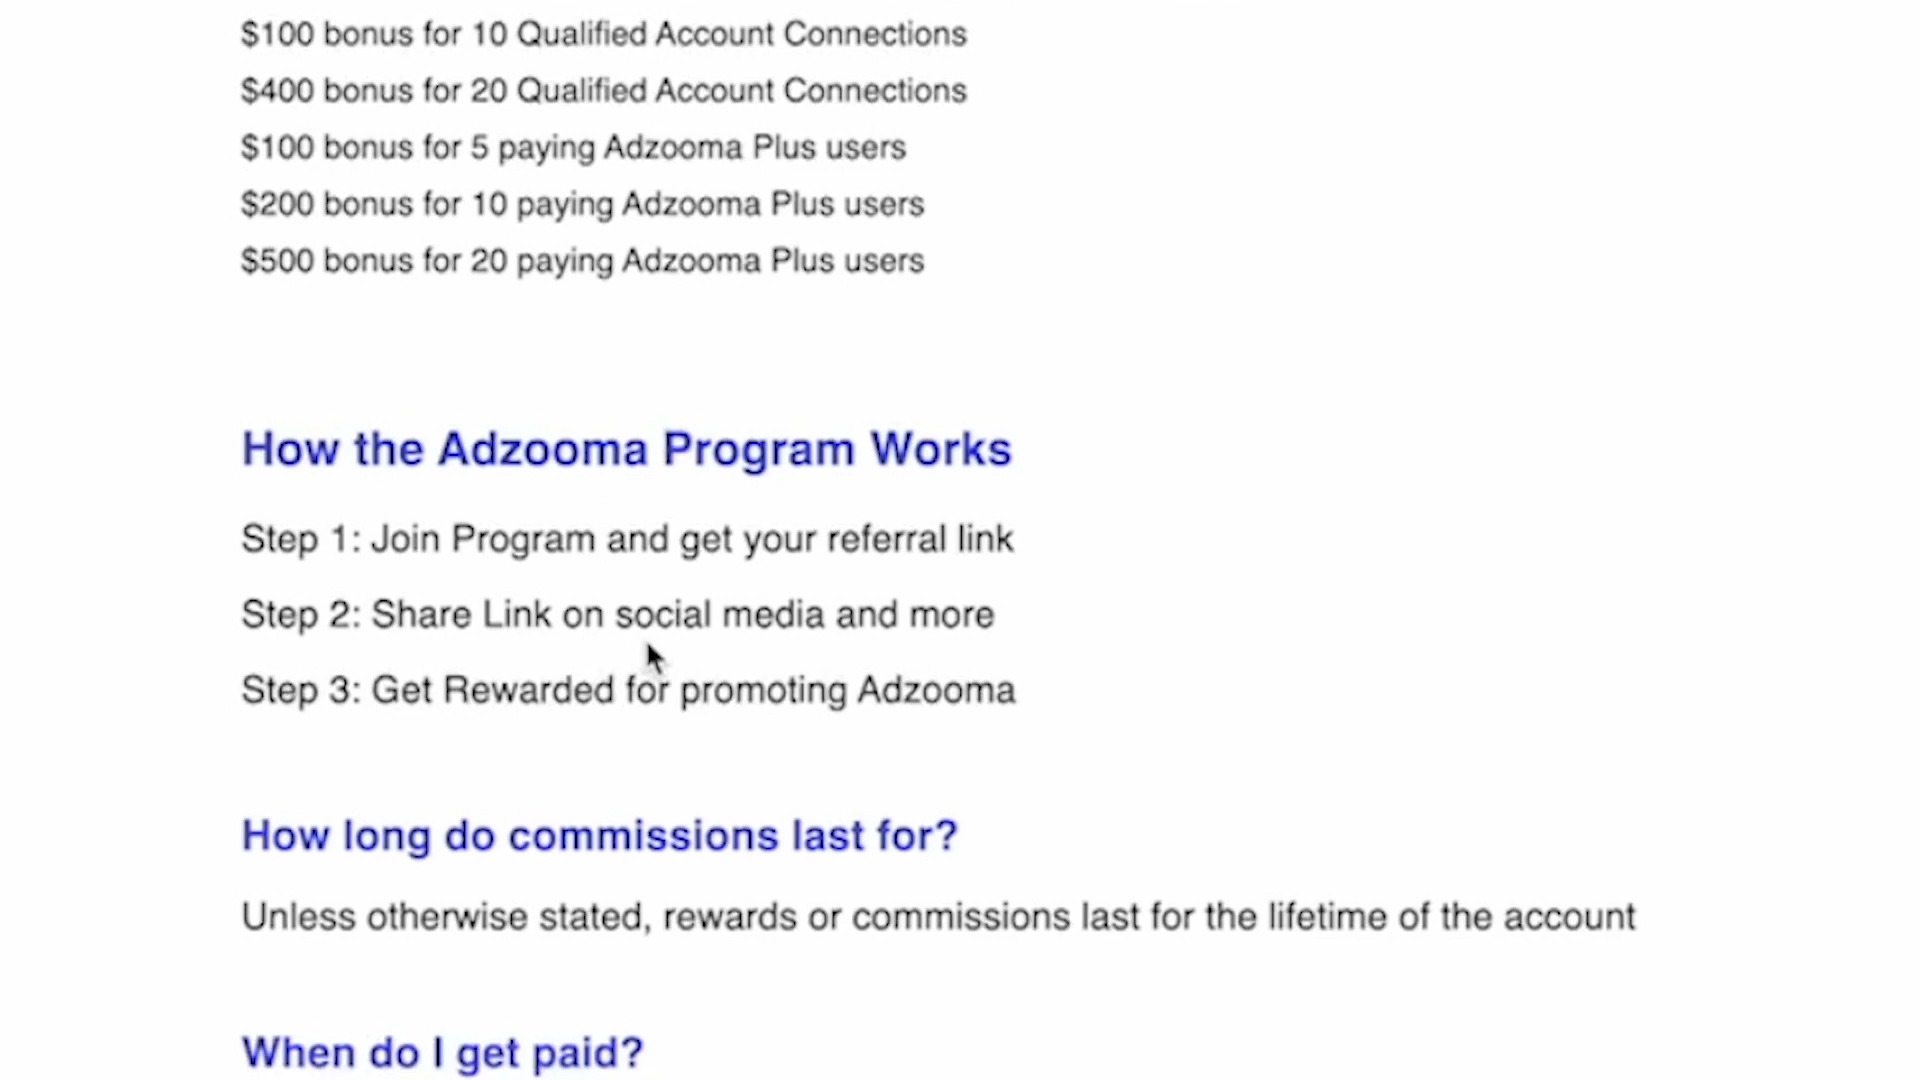 $100 bonus for 10 Qualified Account Connections
$400 bonus for 20 Qualified Account Connections
$100 bonus for 5 paying Adzooma Plus users
$200 bonus for 10 paying Adzooma Plus users
$500 bonus for 20 paying Adzooma Plus users
How the Adzooma Program Works
Step 1: Join Program and get your referral link
Step 2: Share Link on social media and more
Step 3: Get Rewarded for promoting Adzooma
How long do commissions last for?
Unless otherwise stated, rewards or commissions last for the lifetime of the account
When do I get paid?